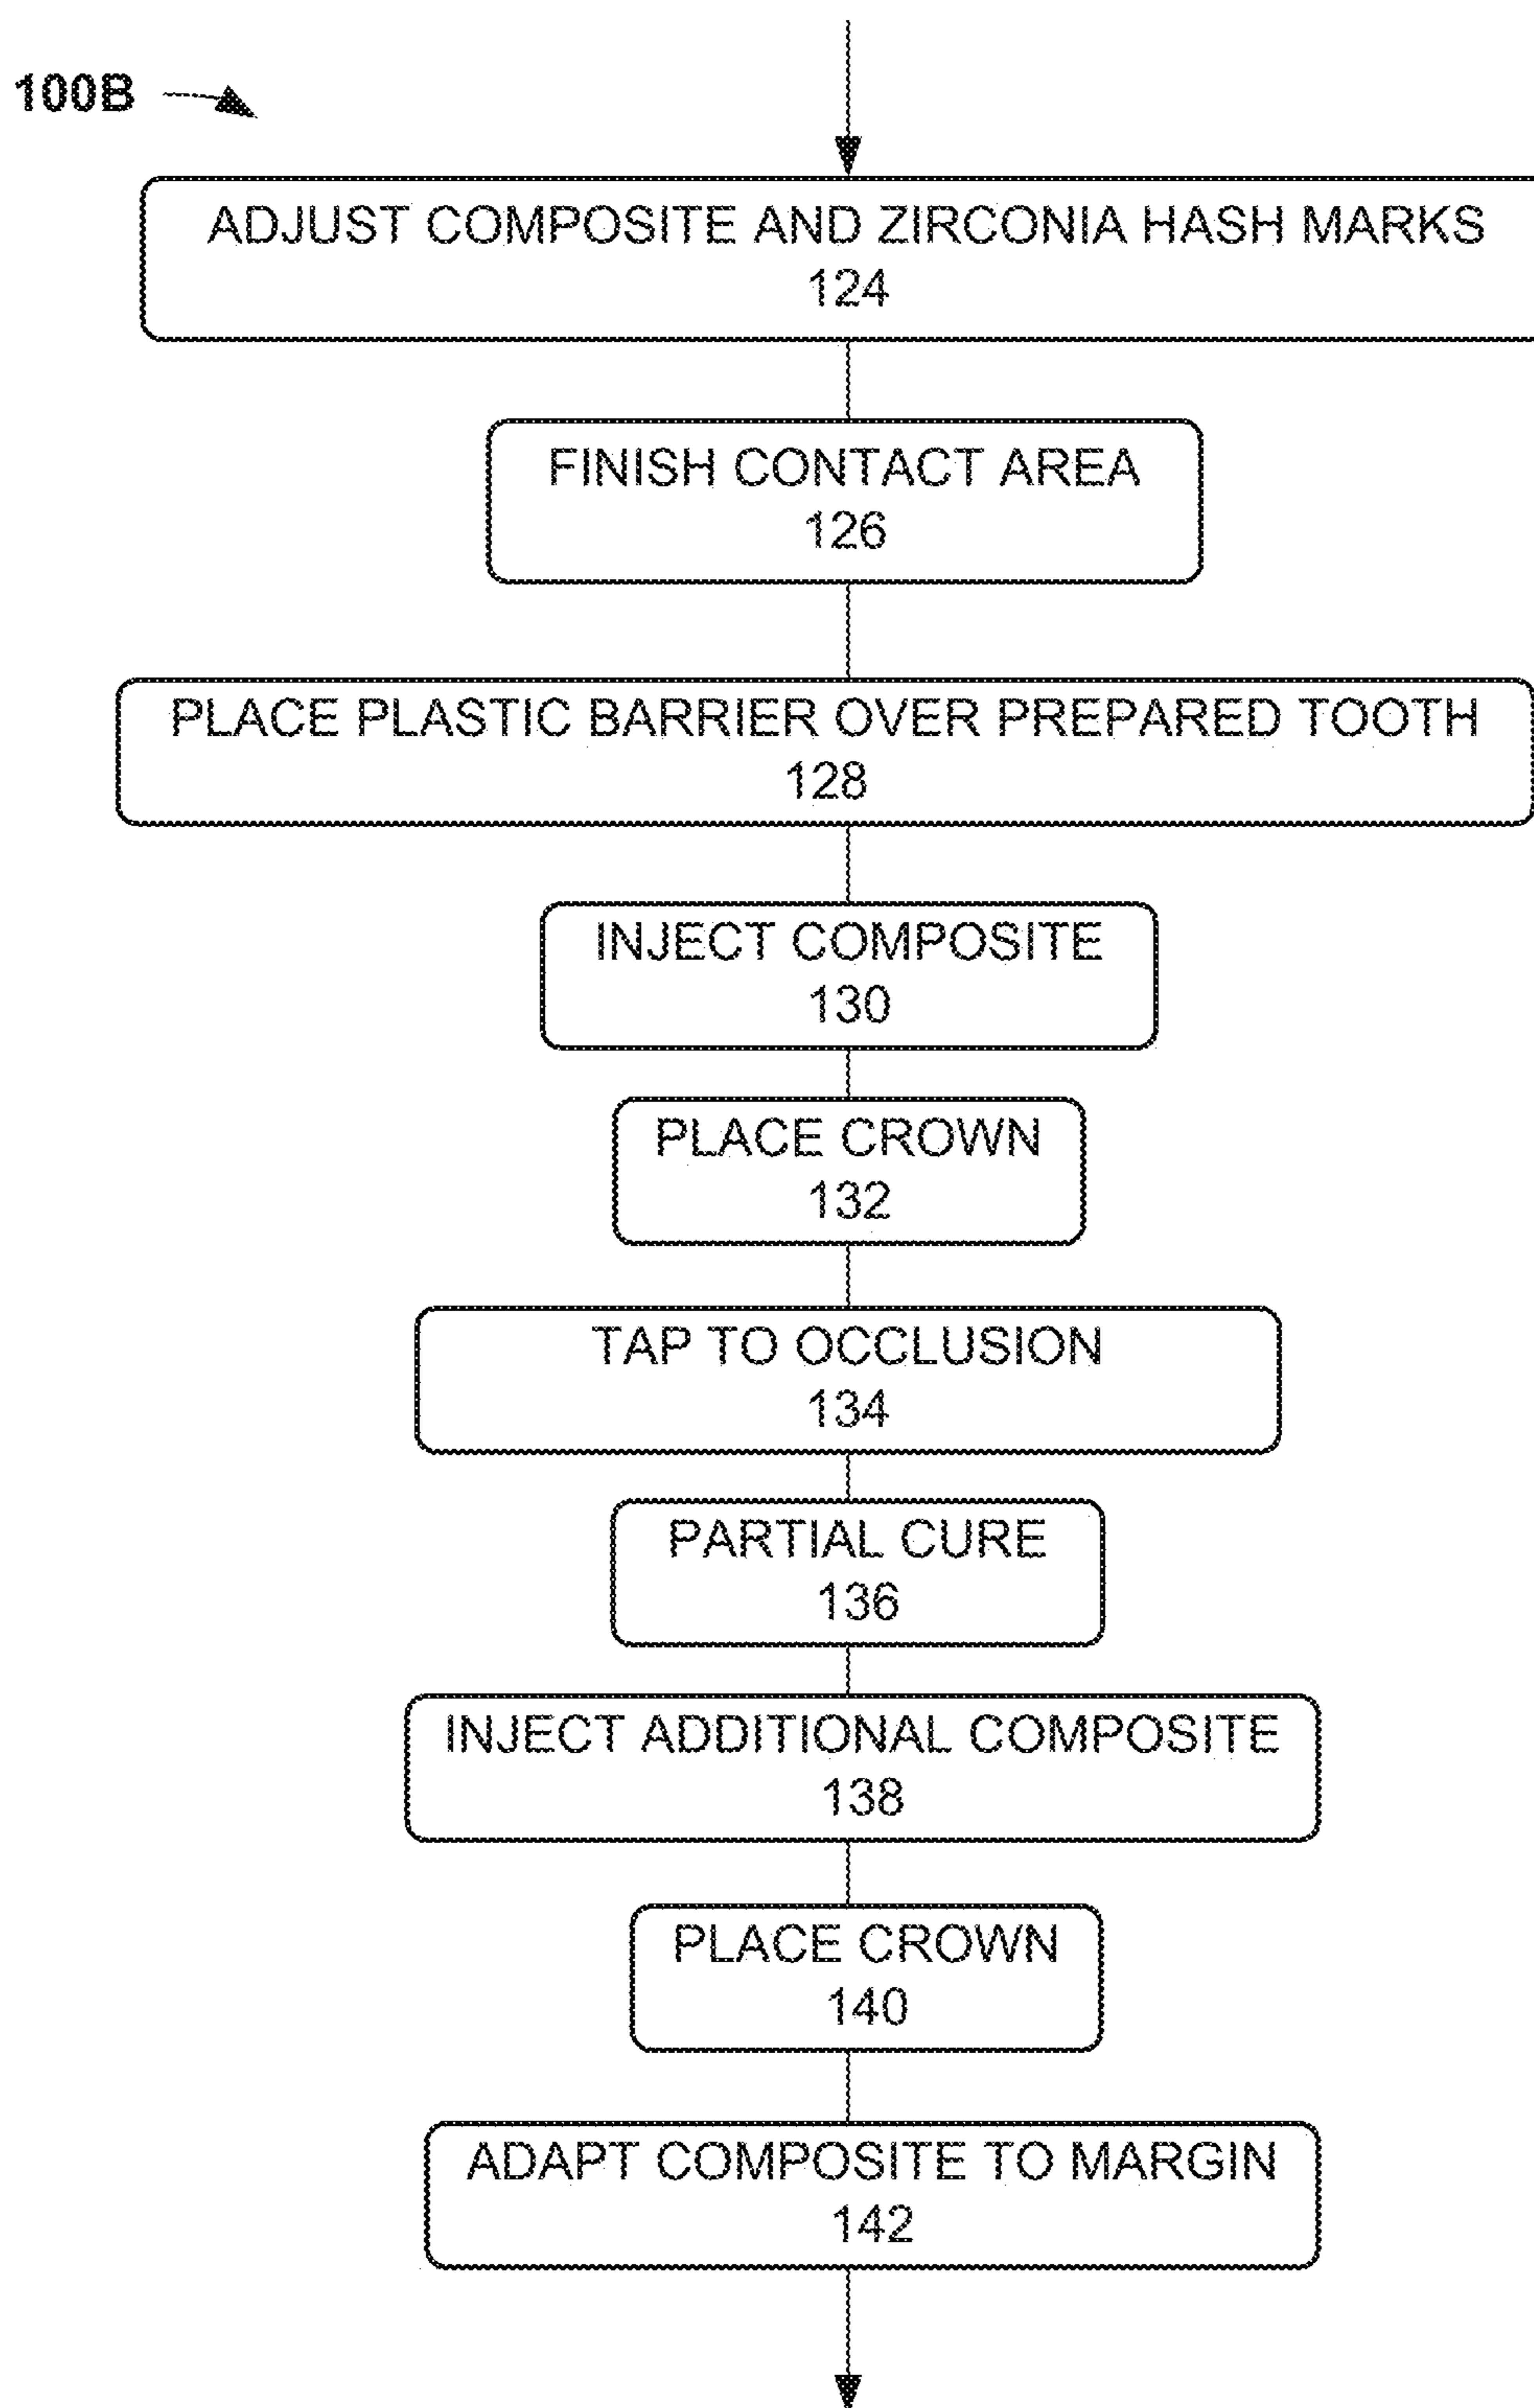 100B
ADJUST COMPOSITE AND ZIRCONIA HASH MARKS
124
FINISH CONTACT AREA
126
PLACE PLASTIC BARRIER OVER PREPARED TOOTH
128
INJECT COMPOSITE
130
PLACE CROWN
132
TAP TO OCCLUSION
134
PARTIAL CURE
136
INJECT ADDITIONAL COMPOSITE
138
PLACE CROWN
140
ADAPT COMPOSITE TO MARGIN
142